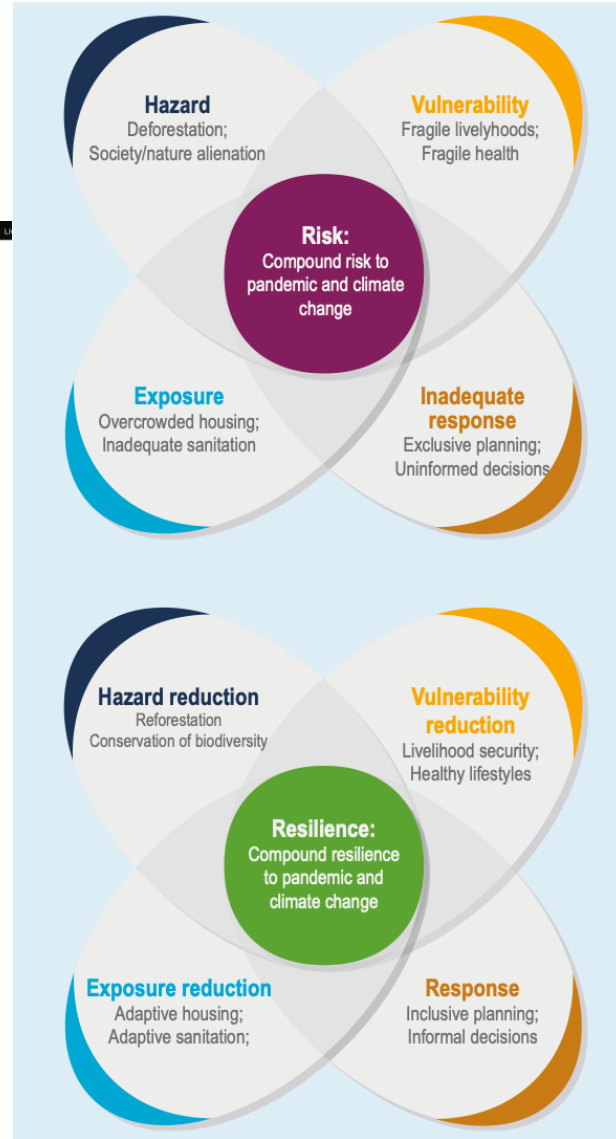 Hazard
Deforestation;
Society/nature alienation
Vulnerability
Fragile livelyhoods;
Fragile health
Risk:
Compound risk to
pandemic and climate
change
Exposure
Overcrowded housing;
Inadequate sanitation
Inadequate
response
Exclusive planning;
Uninformed decisions
Hazard reduction
Reforestation
Conservation of biodiversity
Vulnerability
reduction
Livelihood security;
Healthy lifestyles
Resilience:
Compound resilience
to pandemic and
climate change
Exposure reduction
Adaptive housing;
Adaptive sanitation;
Response
Inclusive planning;
Informal decisions